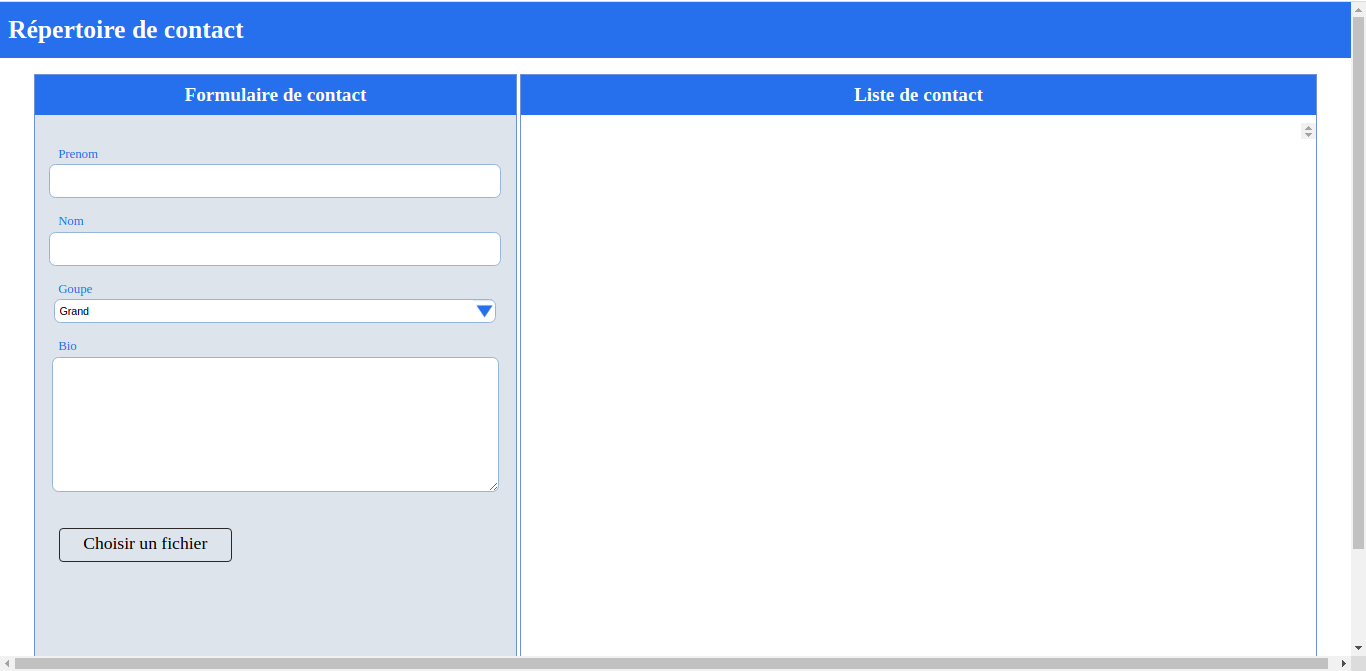 Répertoire de contact
Formulaire de contact
Liste de contact
Prenom
Nom
Goupe
Grand
Bio
Choisir un fichier